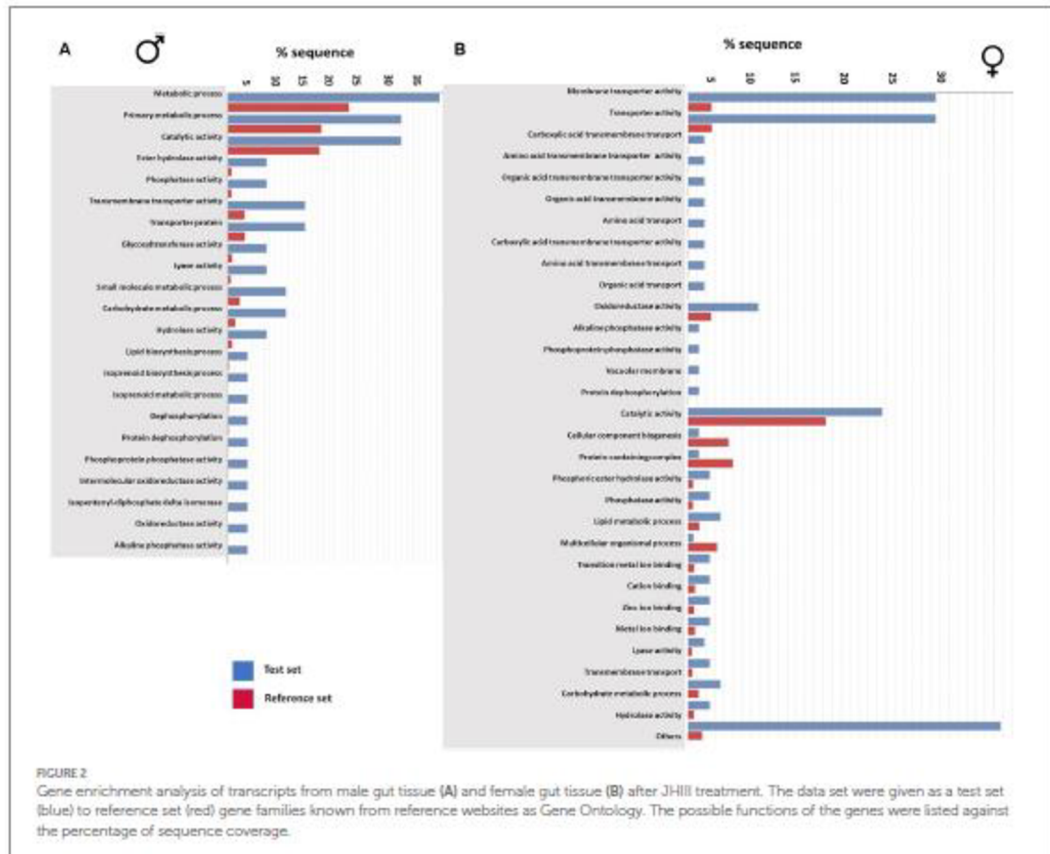 A ♂ % sequence
5 10 15 20 25 30 35
Metabolic process
Primary metabolic process
Catalytic activity
Ester hydrolase activity
Phosphatase activity
Transmembrane transporter activity
Transporter protein
Glycosyltransferase activity
Lyase activity
Small molecule metabolic process
Carbohydrate metabolic process
Hydrolase activity
Lipid biosynthesis process
Isoprenoid biosynthesis process
Isoprenoid metabolic process
Dephosphorylation
Protein dephosphorylation
Phosphoprotein phosphatase activity
Intermolecular oxidoreductase activity
Isopentenyl-diphosphate delta isomerase
Oxidoreductase activity
Alkaline phosphatase activity
Test set
Reference set
B % sequence ♀
5 10 15 20 25 30
Membrane transporter activity
Transporter activity
Carboxylic acid transmembrane transport
Amino acid transmembrane transporter activity
Organic acid transmembrane transporter activity
Organic acid transmembrane activity
Amino acid transport
Carboxylic acid transmembrane transporter activity
Amino acid transmembrane transport
Organic acid transport
Oxidoreductase activity
Alkaline phosphatase activity
Phosphoprotein phosphatase activity
Vacuolar membrane
Protein dephosphorylation
Catalytic activity
Cellular component biogenesis
Protein-containing complex
Phosphoric ester hydrolase activity
Phosphatase activity
Lipid metabolic process
Multicellular organismal process
Transition metal ion binding
Cation binding
Zinc ion binding
Metal ion binding
Lyase activity
Transmembrane transport
Carbohydrate metabolic process
Hydrolase activity
Others
FIGURE 2
Gene enrichment analysis of transcripts from male gut tissue (A) and female gut tissue (B) after JHIII treatment. The data set were given as a test set
(blue) to reference set (red) gene families known from reference websites as Gene Ontology. The possible functions of the genes were listed against
the percentage of sequence coverage.